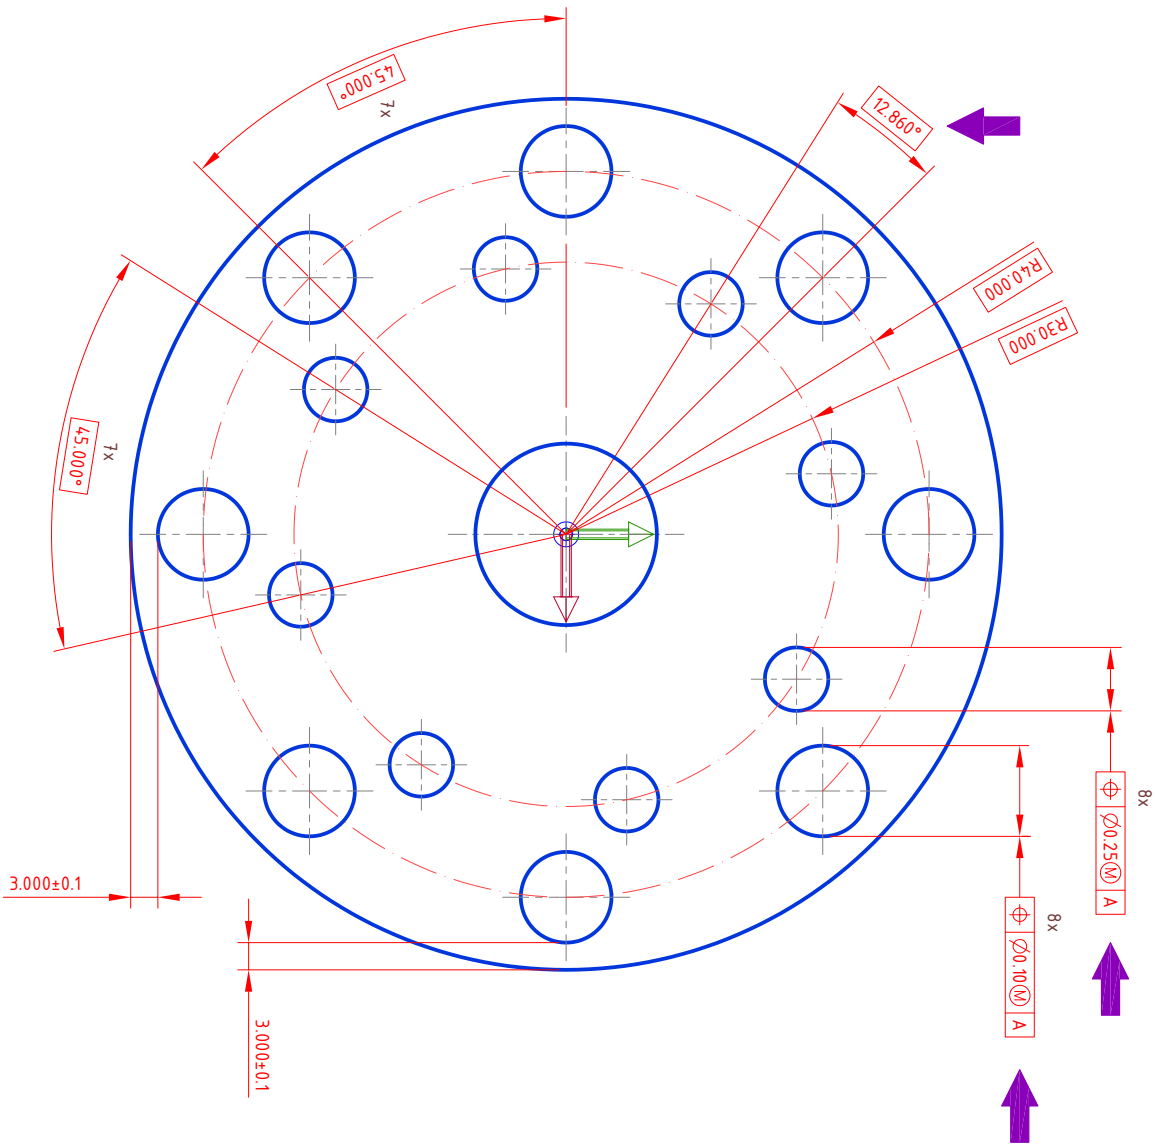 45.000°
7x
12.860°
R40.000
R30.000
45.000°
7x
8x
⌖ Ø0.25Ⓜ A
8x
⌖ Ø0.10Ⓜ A
3.000±0.1
3.000±0.1